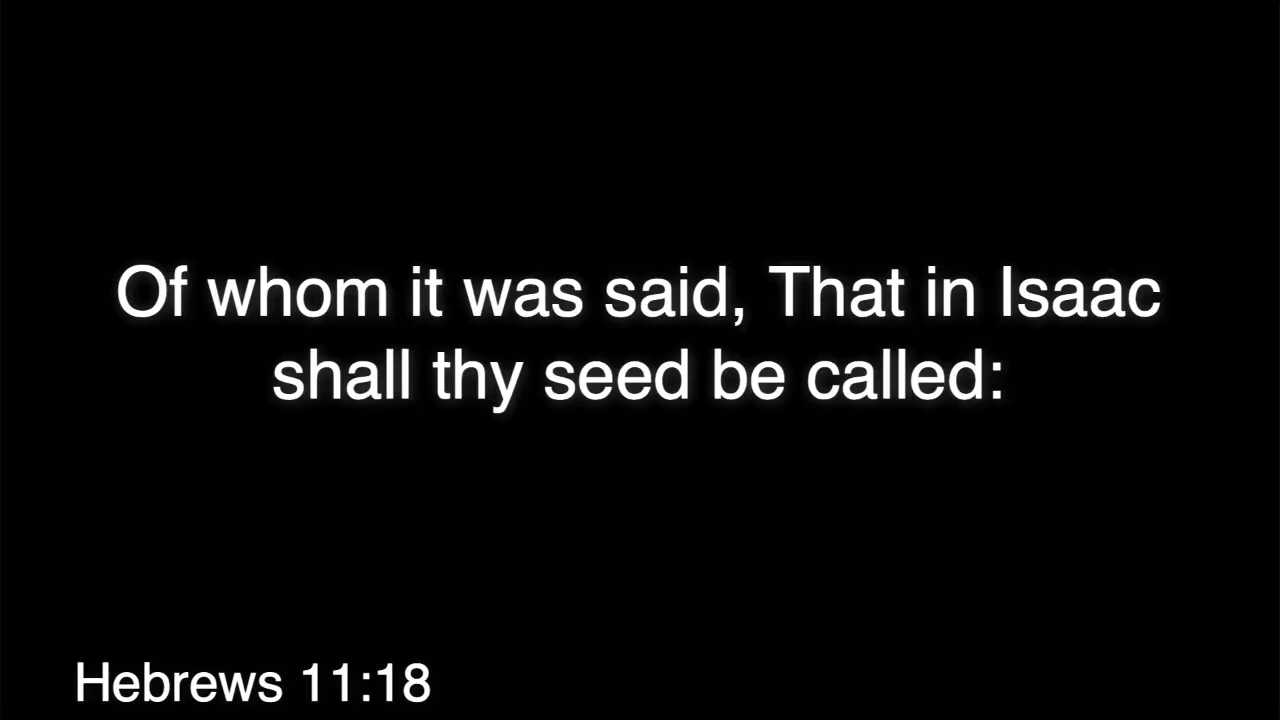 Of whom it was said, That in Isaac
shall thy seed be called:
Hebrews 11:18